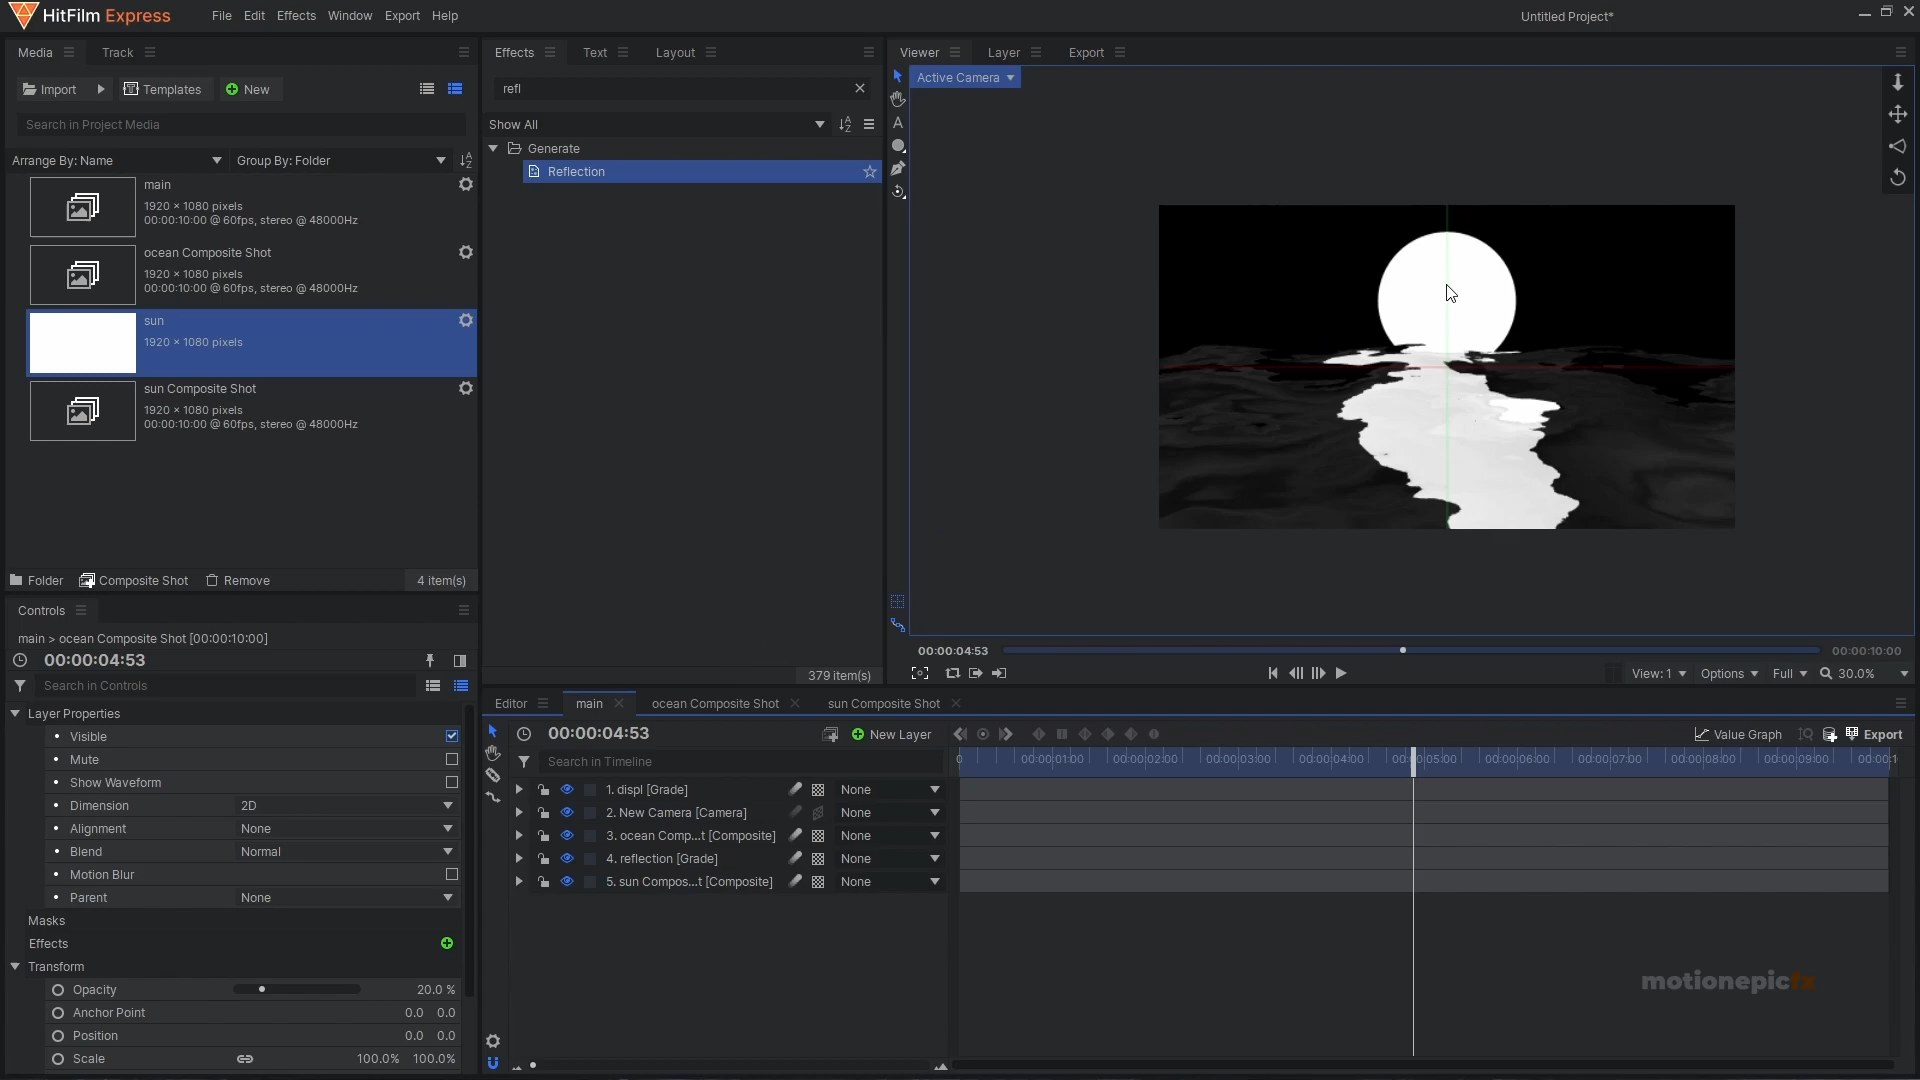 HitFilm Express
File Edit Effects Window Export Help
Untitled Project*
Media
Track
Import
Templates
New
Search in Project Media
Arrange By: Name
Group By: Folder
main
1920 × 1080 pixels
00:00:10:00 @ 60fps, stereo @ 48000Hz
ocean Composite Shot
1920 × 1080 pixels
00:00:10:00 @ 60fps, stereo @ 48000Hz
sun
1920 × 1080 pixels
sun Composite Shot
1920 × 1080 pixels
00:00:10:00 @ 60fps, stereo @ 48000Hz
Folder
Composite Shot
Remove
4 item(s)
Effects
Text
Layout
refl
Show All
Generate
Reflection
379 item(s)
Viewer
Layer
Export
Active Camera
00:00:04:53
00:00:10:00
View: 1
Options
Full
30.0%
Controls
main > ocean Composite Shot [00:00:10:00]
00:00:04:53
Search in Controls
Layer Properties
Visible
Mute
Show Waveform
Dimension 2D
Alignment None
Blend Normal
Motion Blur
Parent None
Masks
Effects
Transform
Opacity 20.0 %
Anchor Point 0.0 0.0
Position 0.0 0.0
Scale 100.0% 100.0%
Editor
main
ocean Composite Shot
sun Composite Shot
00:00:04:53
New Layer
Value Graph
Export
Search in Timeline
0 00:00:01:00 00:00:02:00 00:00:03:00 00:00:04:00 00:00:05:00 00:00:06:00 00:00:07:00 00:00:08:00 00:00:09:00 00:00:1
1. displ [Grade] None
2. New Camera [Camera] None
3. ocean Comp...t [Composite] None
4. reflection [Grade] None
5. sun Compos...t [Composite] None
motionepicfx